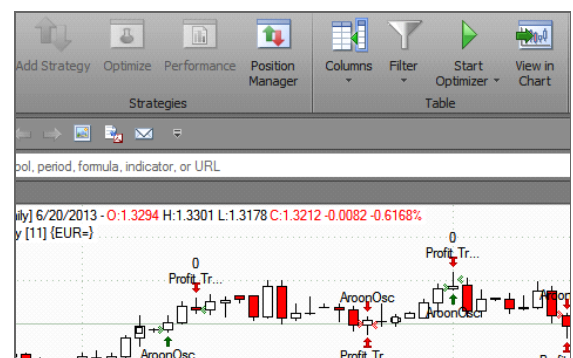 Add Strategy Optimize Performance Position Manager Columns Filter Start Optimizer View in Chart
Strategies Table
ool, period, formula, indicator, or URL
ily] 6/20/2013 - O:1.3294 H:1.3301 L:1.3178 C:1.3212 -0.0082 -0.6168%
y [11] {EUR=}
0
Profit_Tr...
0
Profit_Tr...
AroonOsc
AroonOsc
Aroon
AroonOsc
Profit_Tr